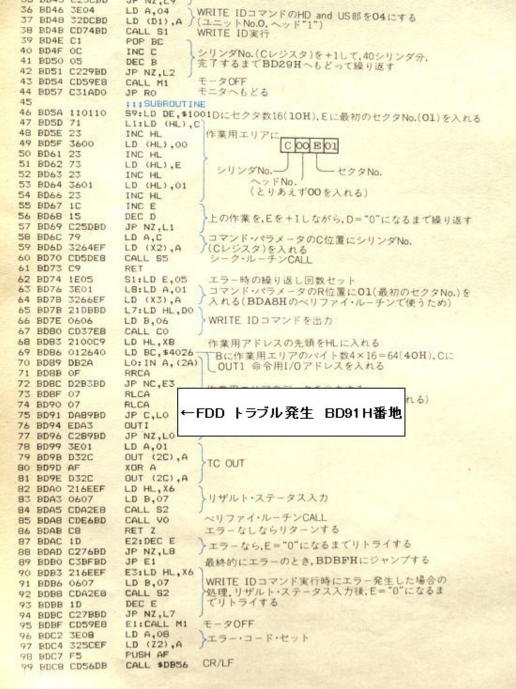 36 BD46 3E04 LD A,04 WRITE IDコマンドのHD and US部を04にする
37 BD48 32DCBD LD (D1),A (ユニットNo.0、ヘッド"1")
38 BD4B CD74BD CALL S1 WRITE ID実行
39 BD4E C1 POP BC
40 BD4F 0C INC C シリンダNo.(Cレジスタ)を+1して,40シリンダ分,
41 BD50 05 DEC B 完了するまでBD29Hへもどって繰り返す
42 BD51 C229BD JP NZ,L2
43 BD54 CD59E8 CALL M1 モータOFF
44 BD57 C31AD0 JP R0 モニタへもどる
45 ;;;SUBROUTINE
46 BD5A 110110 S9:LD DE,$1001 Dにセクタ数16(10H),Eに最初のセクタNo.(01)を入れる
47 BD5D 71 L1:LD (HL),C
48 BD5E 23 INC HL 作業用エリアに
49 BD5F 3600 LD (HL),00 C 00 E 01
50 BD61 23 INC HL
51 BD62 73 LD (HL),E シリンダNo. セクタNo.
52 BD63 23 INC HL ヘッドNo.
53 BD64 3601 LD (HL),01 (とりあえず00を入れる)
54 BD66 23 INC HL
55 BD67 1C INC E
56 BD68 15 DEC D 上の作業を,Eを+1しながら,D="0"になるまで繰り返す
57 BD69 C25DBD JP NZ,L1
58 BD6C 79 LD A,C コマンド・パラメータのC位置にシリンダNo.
59 BD6D 3264EF LD (X2),A (Cレジスタ)を入れる
60 BD70 CD5DE8 CALL S5 シーク・ルーチンCALL
61 BD73 C9 RET
62 BD74 1E05 S1:LD E,05 エラー時の繰り返し回数セット
63 BD76 3E01 L8:LD A,01 コマンド・パラメータのR位置に01(最初のセクタNo.)を
64 BD78 3266EF LD (X3),A 入れる(BDA8Hのベリファイ・ルーチンで使うため)
65 BD7B 21DBBD L7:LD HL,D0
66 BD7E 0606 LD B,06 WRITE IDコマンドを出力
67 BD80 CD37E8 CALL C0
68 BD83 2100C9 LD HL,XB 作業用アドレスの先頭をHLに入れる
69 BD86 012640 LD BC,$4026 Bに作業用エリアのバイト数4×16=64(40H),Cに
70 BD89 DB2A L0:IN A,(2A) OUT1 命令用I/Oアドレスを入れる
71 BD8B 0F RRCA
72 BD8C D2B3BD JP NC,E3
73 BD8F 07 RLCA れる)
74 BD90 07 RLCA
75 BD91 DA89BD JP C,L0 ←FDD トラブル発生 BD91H番地
76 BD94 EDA3 OUTI
77 BD96 C289BD JP NZ,L0
78 BD99 3E01 LD A,01
79 BD9B D32C OUT (2C),A TC OUT
80 BD9D AF XOR A
81 BD9E D32C OUT (2C),A
82 BDA0 216EEF LD HL,X6
83 BDA3 0607 LD B,07 リザルト・ステータス入力
84 BDA5 CDA2E8 CALL S2
85 BDA8 CDE6BD CALL V0 ベリファイ・ルーチンCALL
86 BDAB C8 RET Z エラーなしならリターンする
87 BDAC 1D E2:DEC E エラーなら,E="0"になるまでリトライする
88 BDAD C276BD JP NZ,L8
89 BDB0 C3BFBD JP E1 最終的にエラーのとき,BDBFHにジャンプする
90 BDB3 216EEF E3:LD HL,X6
91 BDB6 0607 LD B,07 WRITE IDコマンド実行時にエラー発生した場合の
92 BDB8 CDA2E8 CALL S2 処理,リザルト・ステータス入力後,E="0"になるま
93 BDBB 1D DEC E でリトライする
94 BDBC C27BBD JP NZ,L7
95 BDBF CD59E8 E1:CALL M1 モータOFF
96 BDC2 3E08 LD A,08 エラー・コード・セット
97 BDC4 325CEF LD (Z2),A
98 BDC7 F5 PUSH AF
99 BDC8 CD56DB CALL $DB56 CR/LF